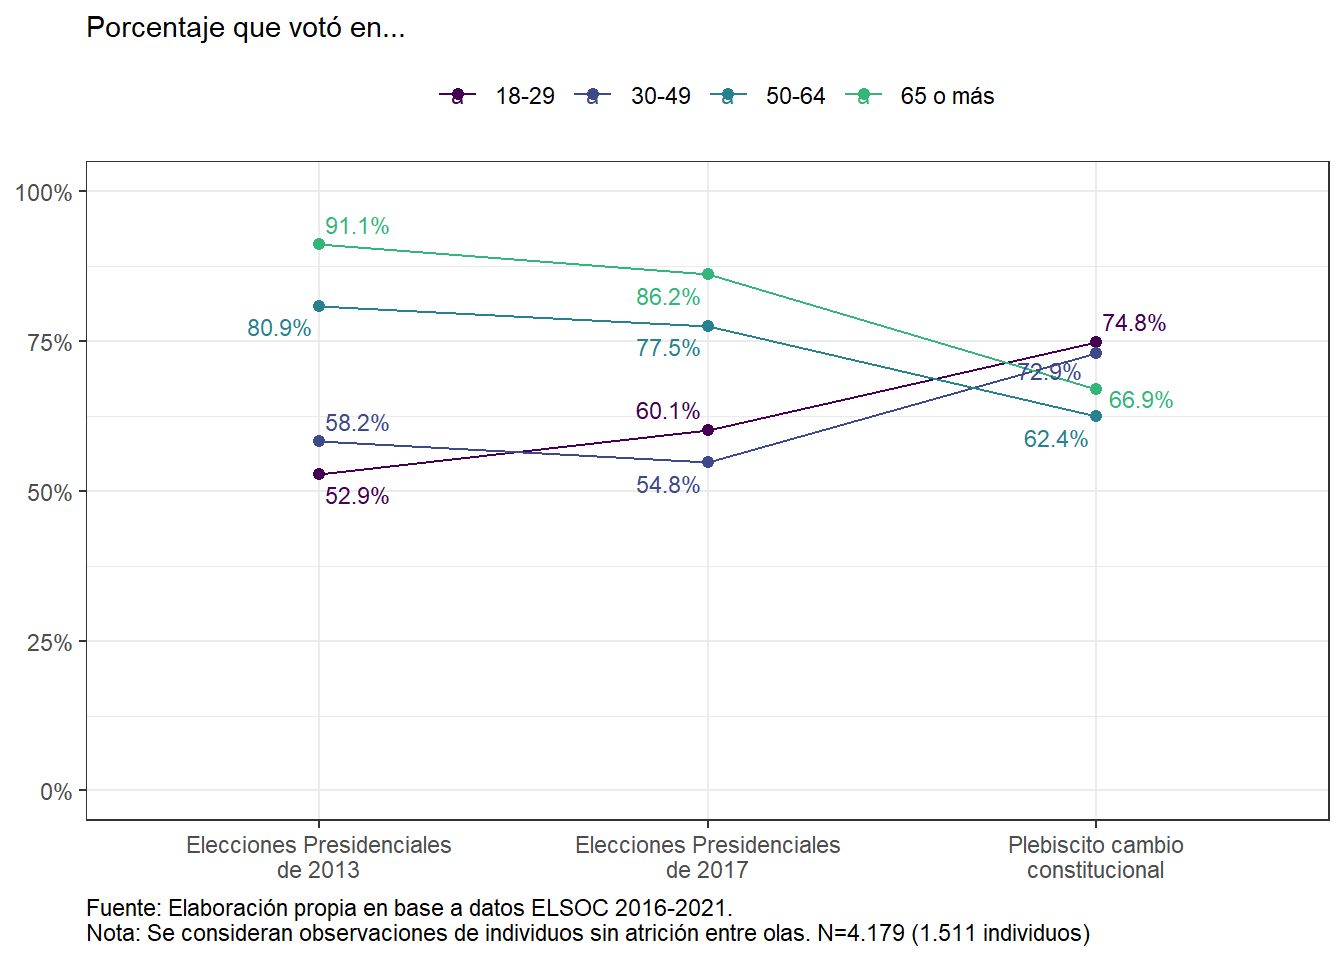 Porcentaje que votó en...
a 18-29 a 30-49 a 50-64 a 65 o más
100%
91.1%
86.2%
80.9%
77.5%
75%
74.8%
72.9%
66.9%
60.1%
62.4%
58.2%
54.8%
52.9%
50%
25%
0%
Elecciones Presidenciales
de 2013
Elecciones Presidenciales
de 2017
Plebiscito cambio
constitucional
Fuente: Elaboración propia en base a datos ELSOC 2016-2021.
Nota: Se consideran observaciones de individuos sin atrición entre olas. N=4.179 (1.511 individuos)